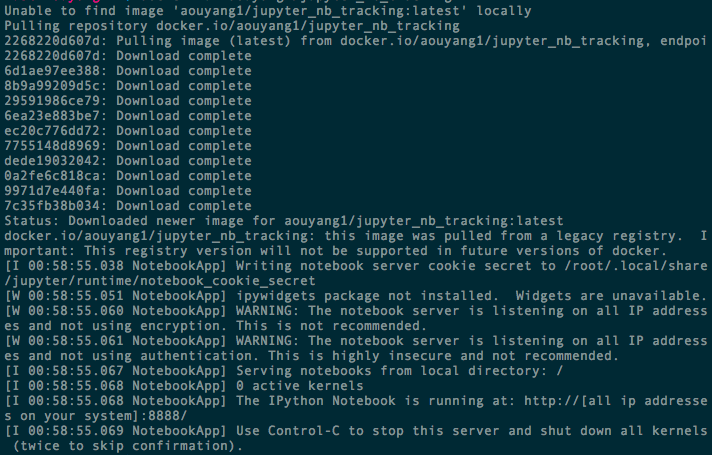 Unable to find image 'aouyang1/jupyter_nb_tracking:latest' locally
Pulling repository docker.io/aouyang1/jupyter_nb_tracking
2268220d607d: Pulling image (latest) from docker.io/aouyang1/jupyter_nb_tracking, endpoi
2268220d607d: Download complete
6d1ae97ee388: Download complete
8b9a99209d5c: Download complete
29591986ce79: Download complete
6ea23e883be7: Download complete
ec20c776dd72: Download complete
7755148d8969: Download complete
dede19032042: Download complete
0a2fe6c818ca: Download complete
9971d7e440fa: Download complete
7c35fb38b034: Download complete
Status: Downloaded newer image for aouyang1/jupyter_nb_tracking:latest
docker.io/aouyang1/jupyter_nb_tracking: this image was pulled from a legacy registry.  I
mportant: This registry version will not be supported in future versions of docker.
[I 00:58:55.038 NotebookApp] Writing notebook server cookie secret to /root/.local/share
/jupyter/runtime/notebook_cookie_secret
[W 00:58:55.051 NotebookApp] ipywidgets package not installed.  Widgets are unavailable.
[W 00:58:55.060 NotebookApp] WARNING: The notebook server is listening on all IP address
es and not using encryption. This is not recommended.
[W 00:58:55.061 NotebookApp] WARNING: The notebook server is listening on all IP address
es and not using authentication. This is highly insecure and not recommended.
[I 00:58:55.067 NotebookApp] Serving notebooks from local directory: /
[I 00:58:55.068 NotebookApp] 0 active kernels
[I 00:58:55.068 NotebookApp] The IPython Notebook is running at: http://[all ip addresse
s on your system]:8888/
[I 00:58:55.069 NotebookApp] Use Control-C to stop this server and shut down all kernels
 (twice to skip confirmation).